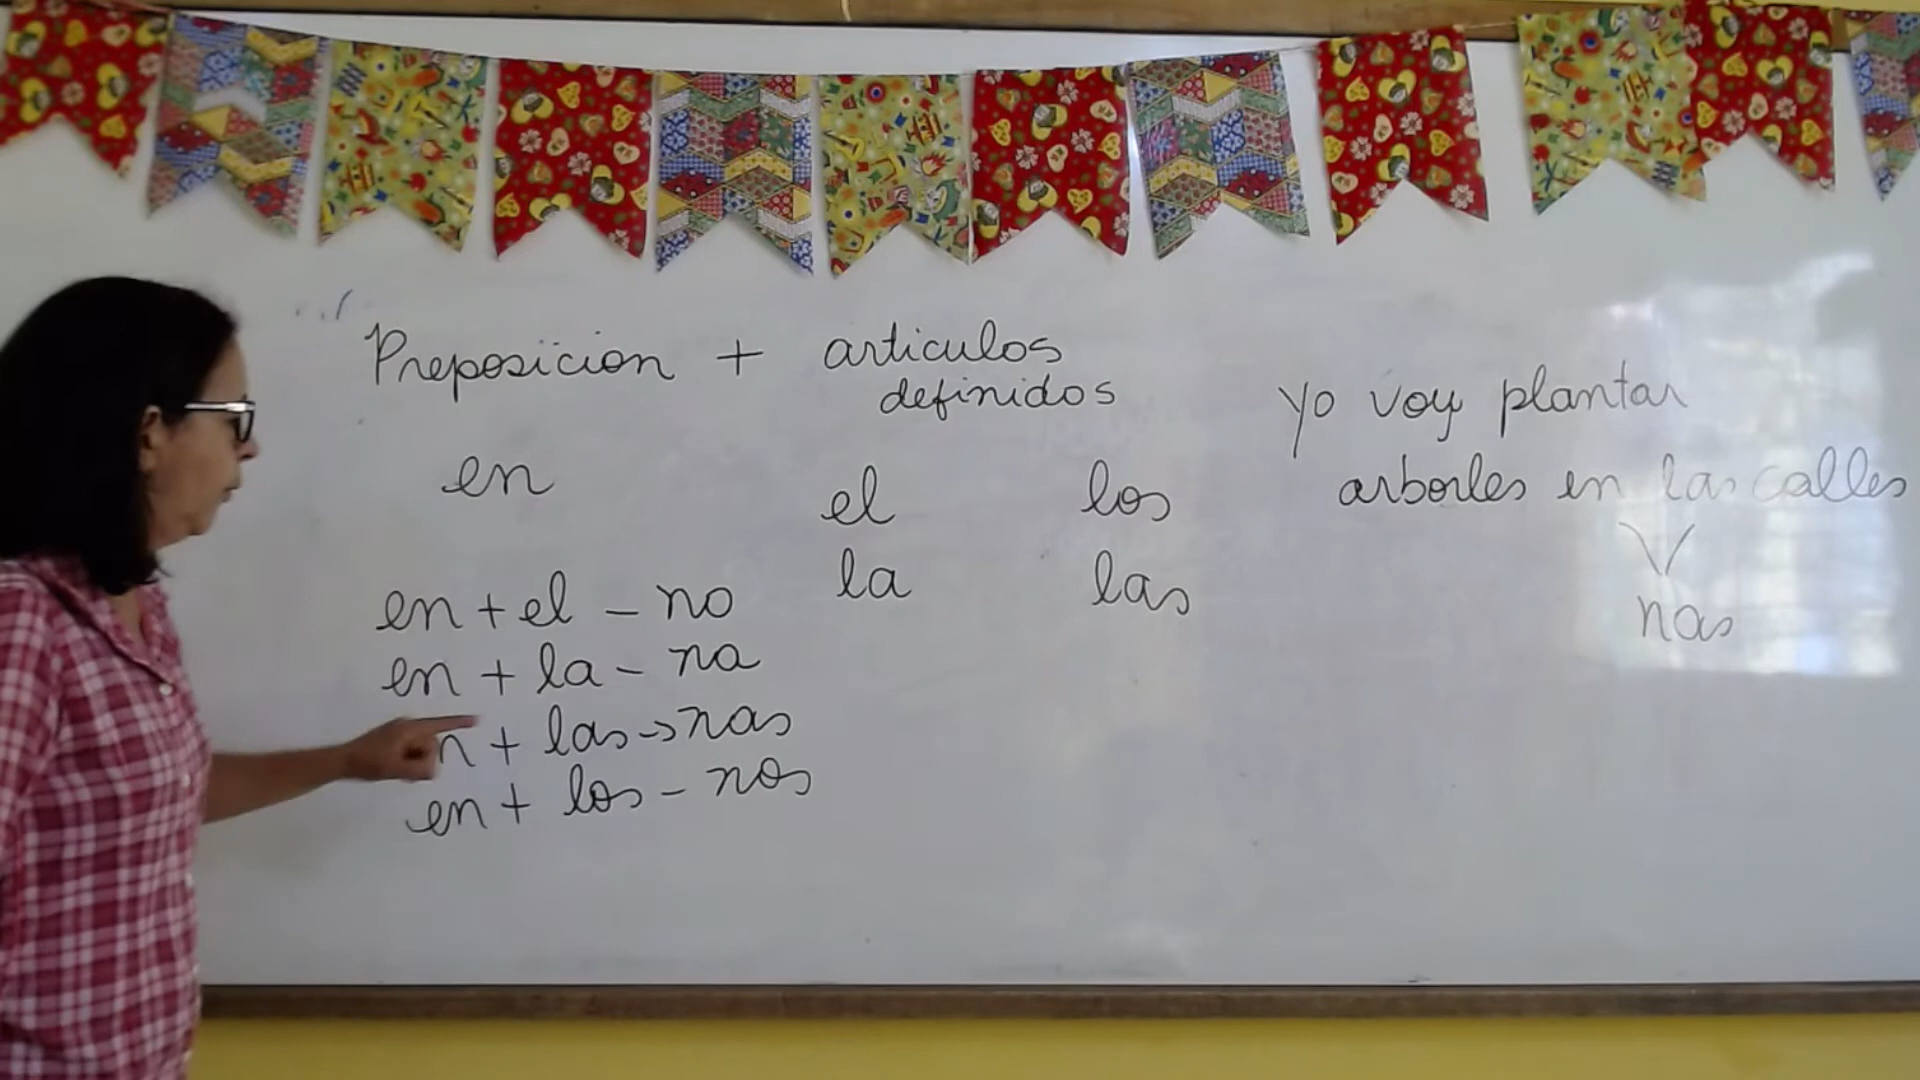 Preposicion + articulos
definidos
en
el los
la las
en + el - no
en + la - na
n + las → nas
en + los - nos
yo voy plantar
arborles en las calles
nas